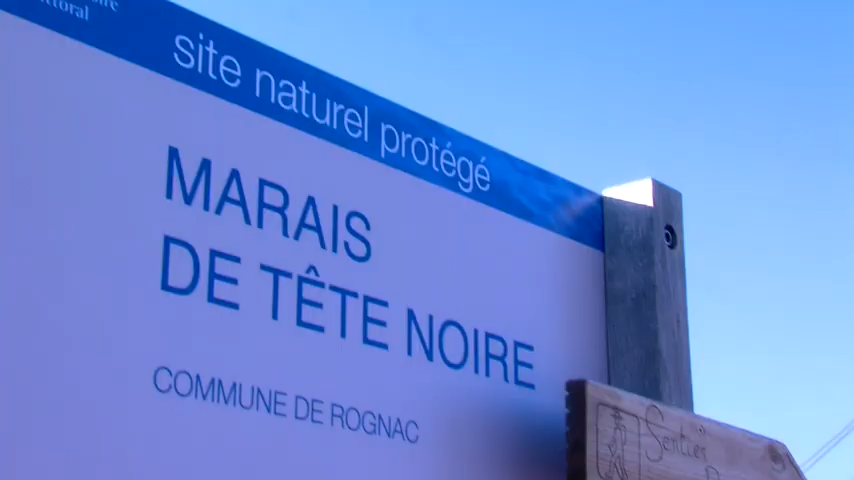 site naturel protégé
MARAIS
DE TÊTE NOIRE
COMMUNE DE ROGNAC
Sentier